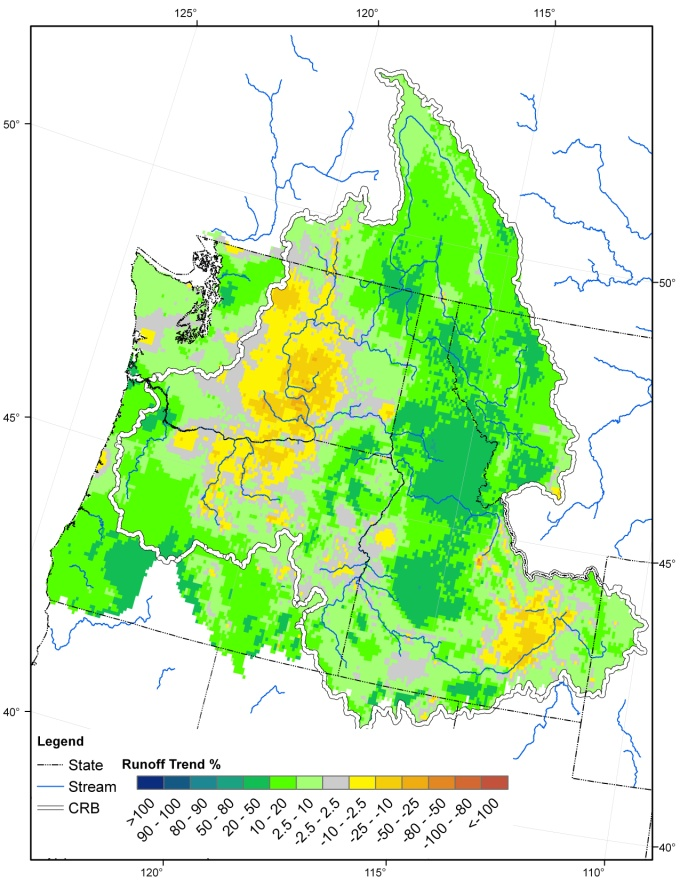 125°
120°
115°
50°
50°
45°
45°
40°
40°
Legend
State
Stream
CRB
Runoff Trend %
>100
90 - 100
80 - 90
50 - 80
20 - 50
10 - 20
2.5 - 10
-2.5 - 2.5
-10 - -2.5
-25 - -10
-50 - -25
-80 - -50
-100 - -80
<-100
120°
115°
110°